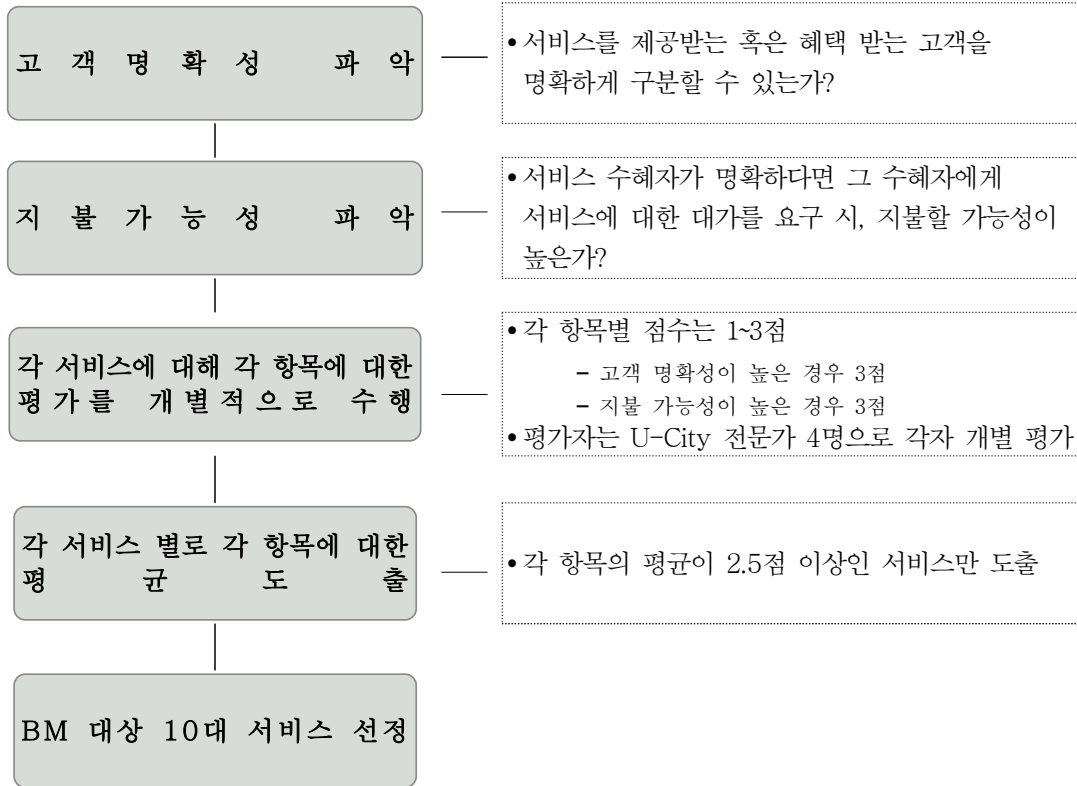 고객명확성 파악
• 서비스를 제공받는 혹은 혜택 받는 고객을
명확하게 구분할 수 있는가?
지불가능성 파악
• 서비스 수혜자가 명확하다면 그 수혜자에게
서비스에 대한 대가를 요구 시, 지불할 가능성이
높은가?
각 서비스에 대해 각 항목에 대한
평가를 개별적으로 수행
• 각 항목별 점수는 1~3점
– 고객 명확성이 높은 경우 3점
– 지불 가능성이 높은 경우 3점
• 평가자는 U-City 전문가 4명으로 각자 개별 평가
각 서비스 별로 각 항목에 대한
평균도출
• 각 항목의 평균이 2.5점 이상인 서비스만 도출
BM 대상 10대 서비스 선정